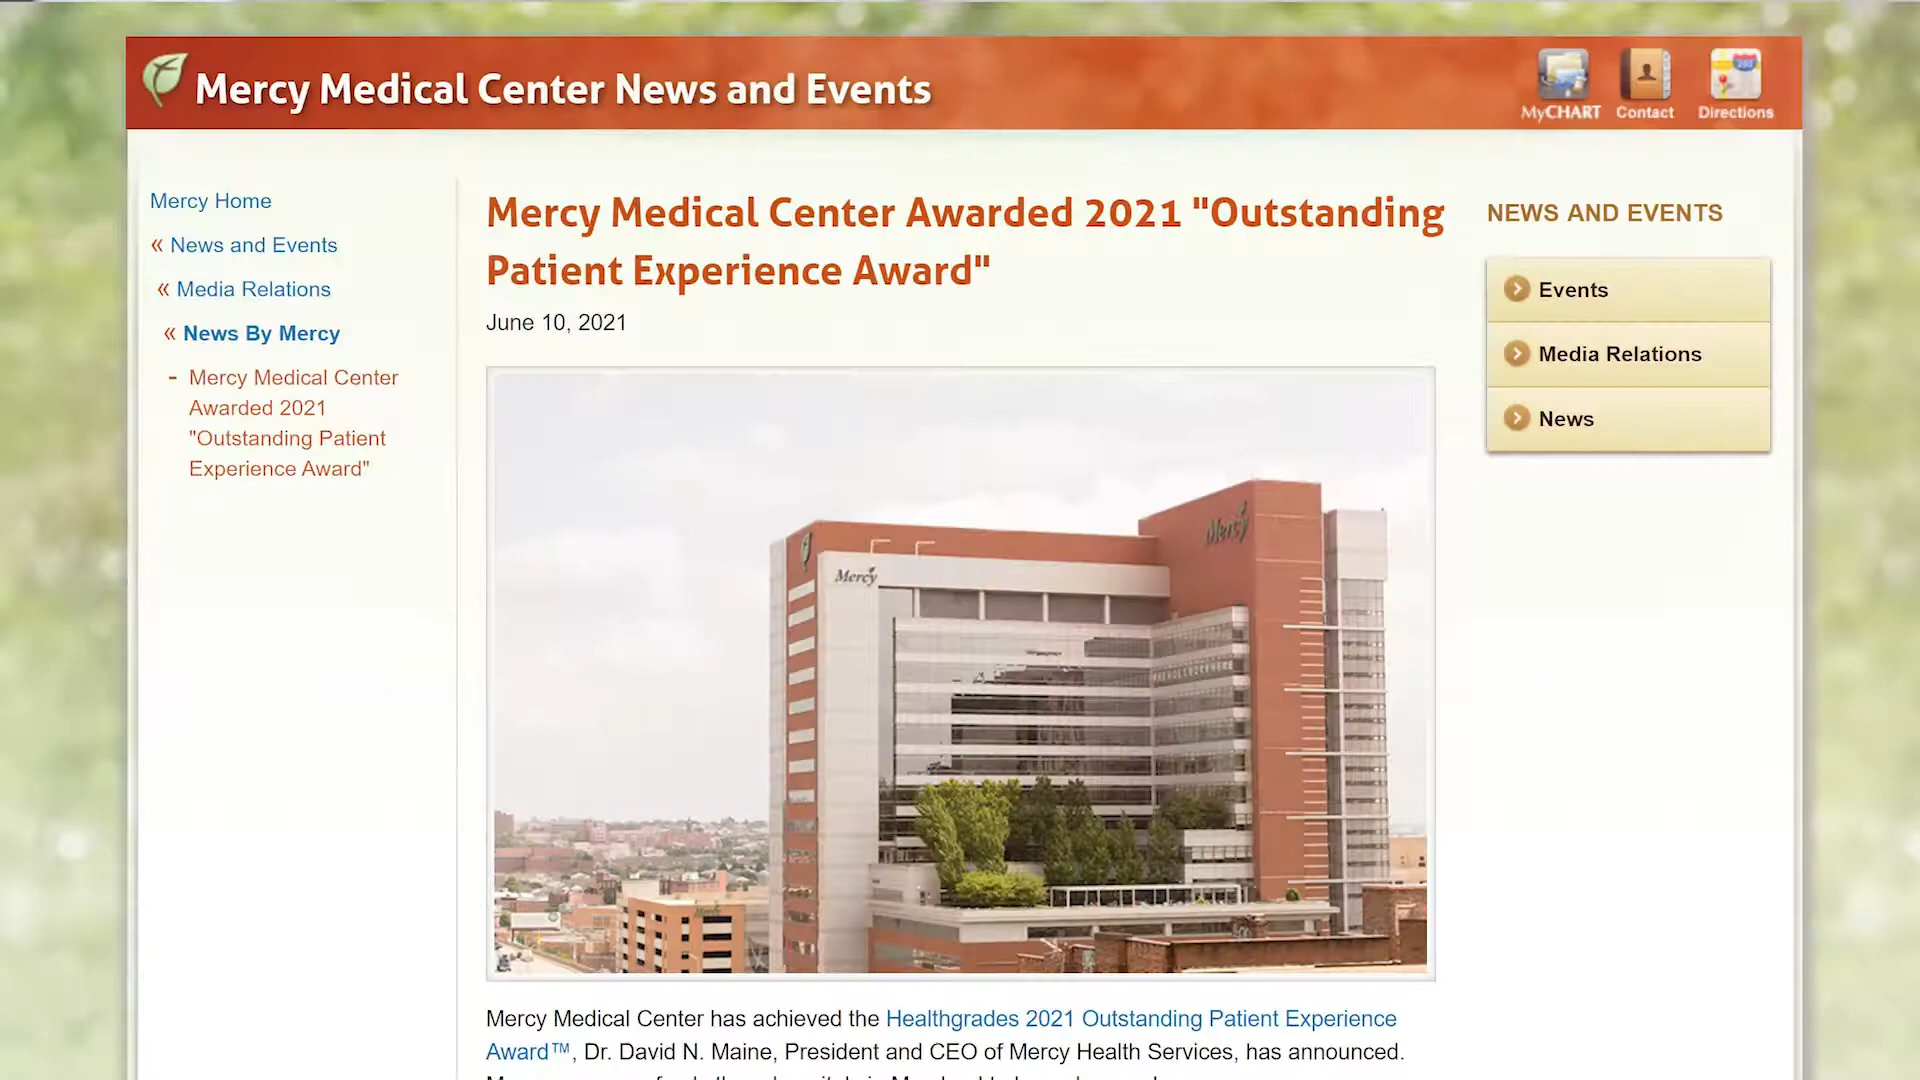 Mercy Medical Center News and Events
MyCHART
Contact
Directions
Mercy Home
« News and Events
« Media Relations
« News By Mercy
- Mercy Medical Center
Awarded 2021
"Outstanding Patient
Experience Award"
Mercy Medical Center Awarded 2021 "Outstanding
Patient Experience Award"
June 10, 2021
Mercy
Mercy
Mercy Medical Center has achieved the Healthgrades 2021 Outstanding Patient Experience
Award™, Dr. David N. Maine, President and CEO of Mercy Health Services, has announced.
NEWS AND EVENTS
Events
Media Relations
News